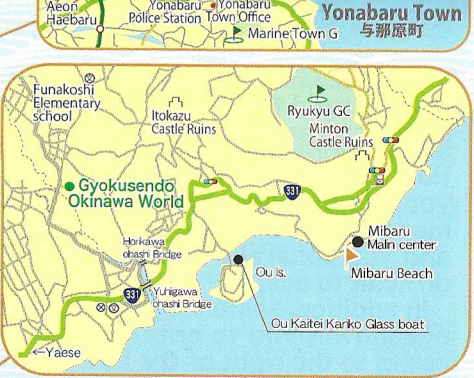 Aeon
Haebaru
Yonabaru
Police Station
Yonabaru
Town Office
Marine Town G
Yonabaru Town
与那原町
Funakoshi
Elementary
school
Itokazu
Castle Ruins
Ryukyu GC
Minton
Castle Ruins
Gyokusendo
Okinawa World
331
Mibaru
Malin center
Mibaru Beach
Horikawa
ohashi Bridge
Ou Is.
331
Yuhigawa
ohashi Bridge
Ou Kaitei Kanko Glass boat
←Yaese